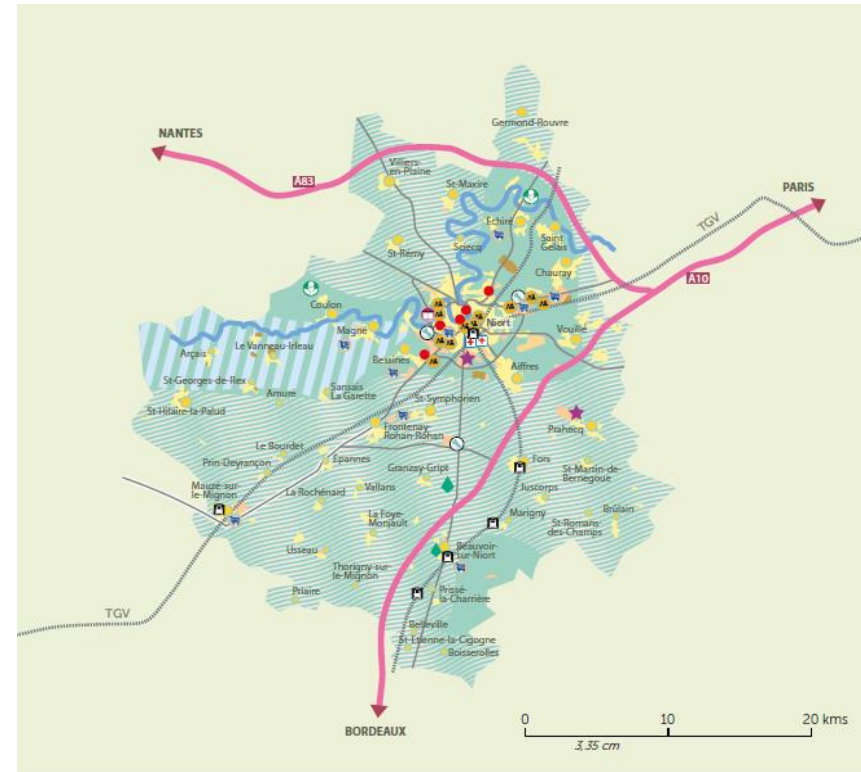 Germond-Rouvre
NANTES
A83
Villiers-
en-Plaine
St-Maxire
PARIS
TGV
Echiré
Sciecq
Saint
Gelais
St-Rémy
Chauray
A10
Coulon
Magné
Niort
Vouillé
Arçais
Le Vanneau-Irleau
Bessines
Aiffres
St-Georges-de-Rex
Amuré
Sansais
La Garette
St-Symphorien
St-Hilaire-la-Palud
Frontenay-
Rohan-Rohan
Prahecq
Le Bourdet
Prin-Deyrançon
Épannes
Fors
Granzay-Gript
St-Martin-de-
Bernegoue
Mauzé-sur-
le-Mignon
La Rochénard
Vallans
Juscorps
La Foye-
Monjault
Marigny
Brûlain
St-Romans
des-Champs
Usseau
Beauvoir-
sur-Niort
Thorigny-sur-
le-Mignon
Priaire
Prissé-
la-Charrière
TGV
Belleville
St-Etienne-la-Cigogne
Boisserolles
BORDEAUX
0 10 20 kms
3,35 cm